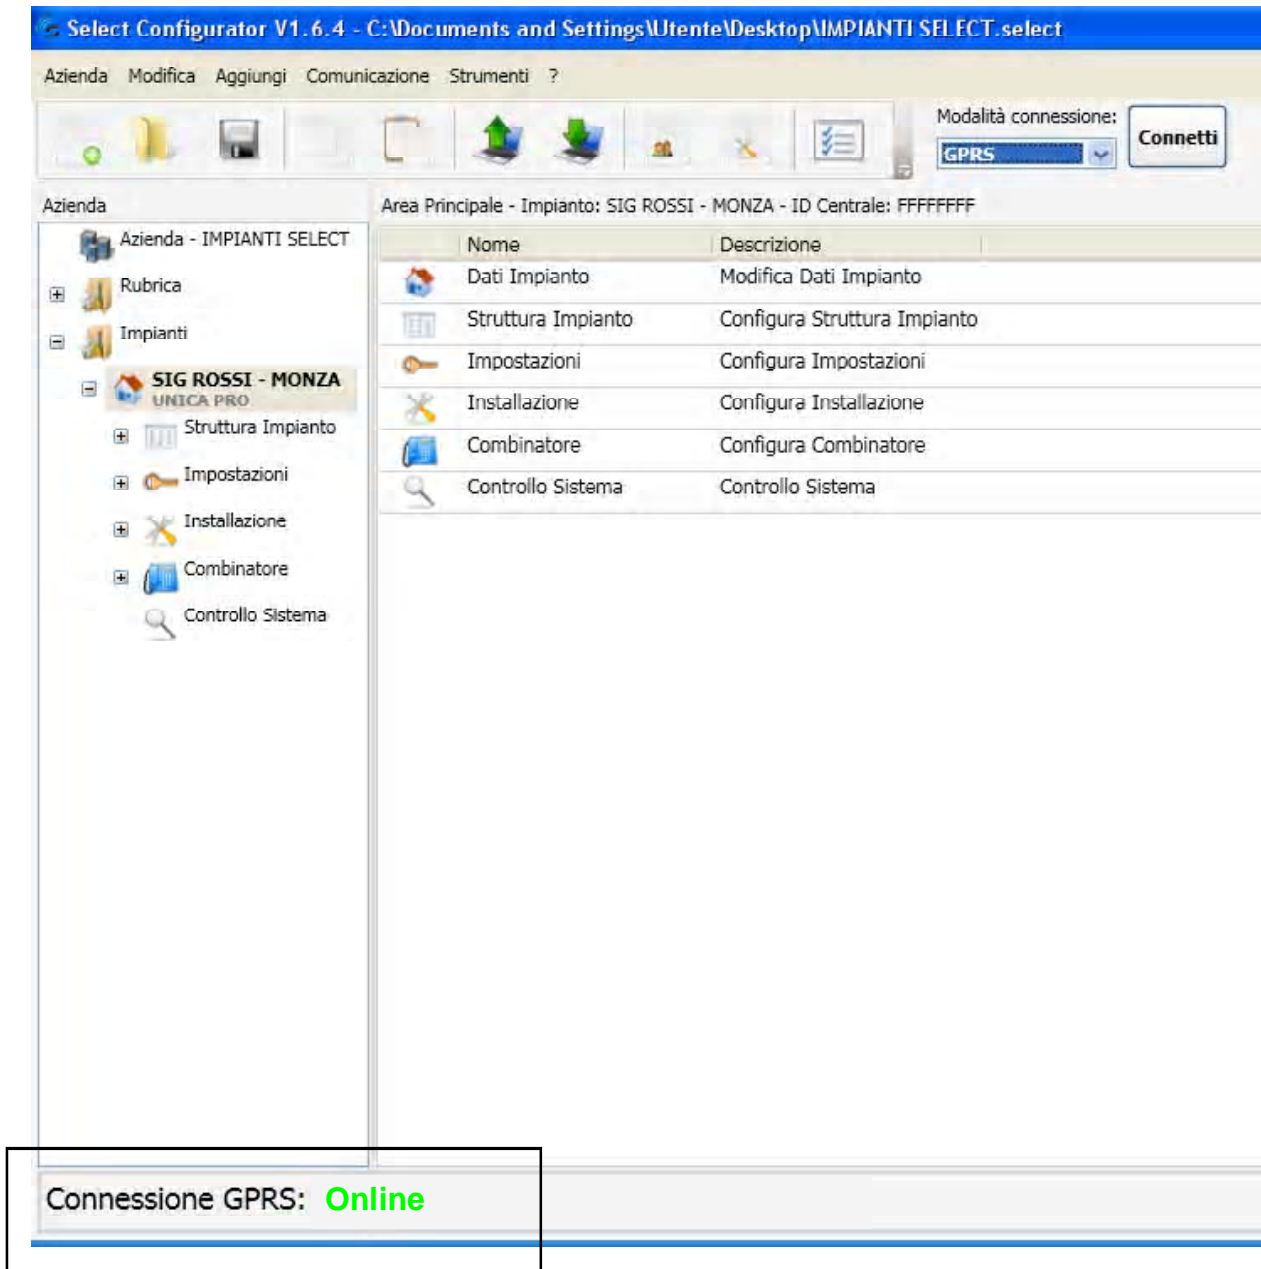 Select Configurator V1.6.4 - C:\Documents and Settings\Utente\Desktop\IMPIANTI SELECT.select
Azienda Modifica Aggiungi Comunicazione Strumenti ?
Modalità connessione:
GPRS
Connetti
Azienda
Area Principale - Impianto: SIG ROSSI - MONZA - ID Centrale: FFFFFFFF
Azienda - IMPIANTI SELECT
Rubrica
Impianti
SIG ROSSI - MONZA
UNICA PRO
Struttura Impianto
Impostazioni
Installazione
Combinatore
Controllo Sistema
Nome Descrizione
Dati Impianto Modifica Dati Impianto
Struttura Impianto Configura Struttura Impianto
Impostazioni Configura Impostazioni
Installazione Configura Installazione
Combinatore Configura Combinatore
Controllo Sistema Controllo Sistema
Connessione GPRS: Online